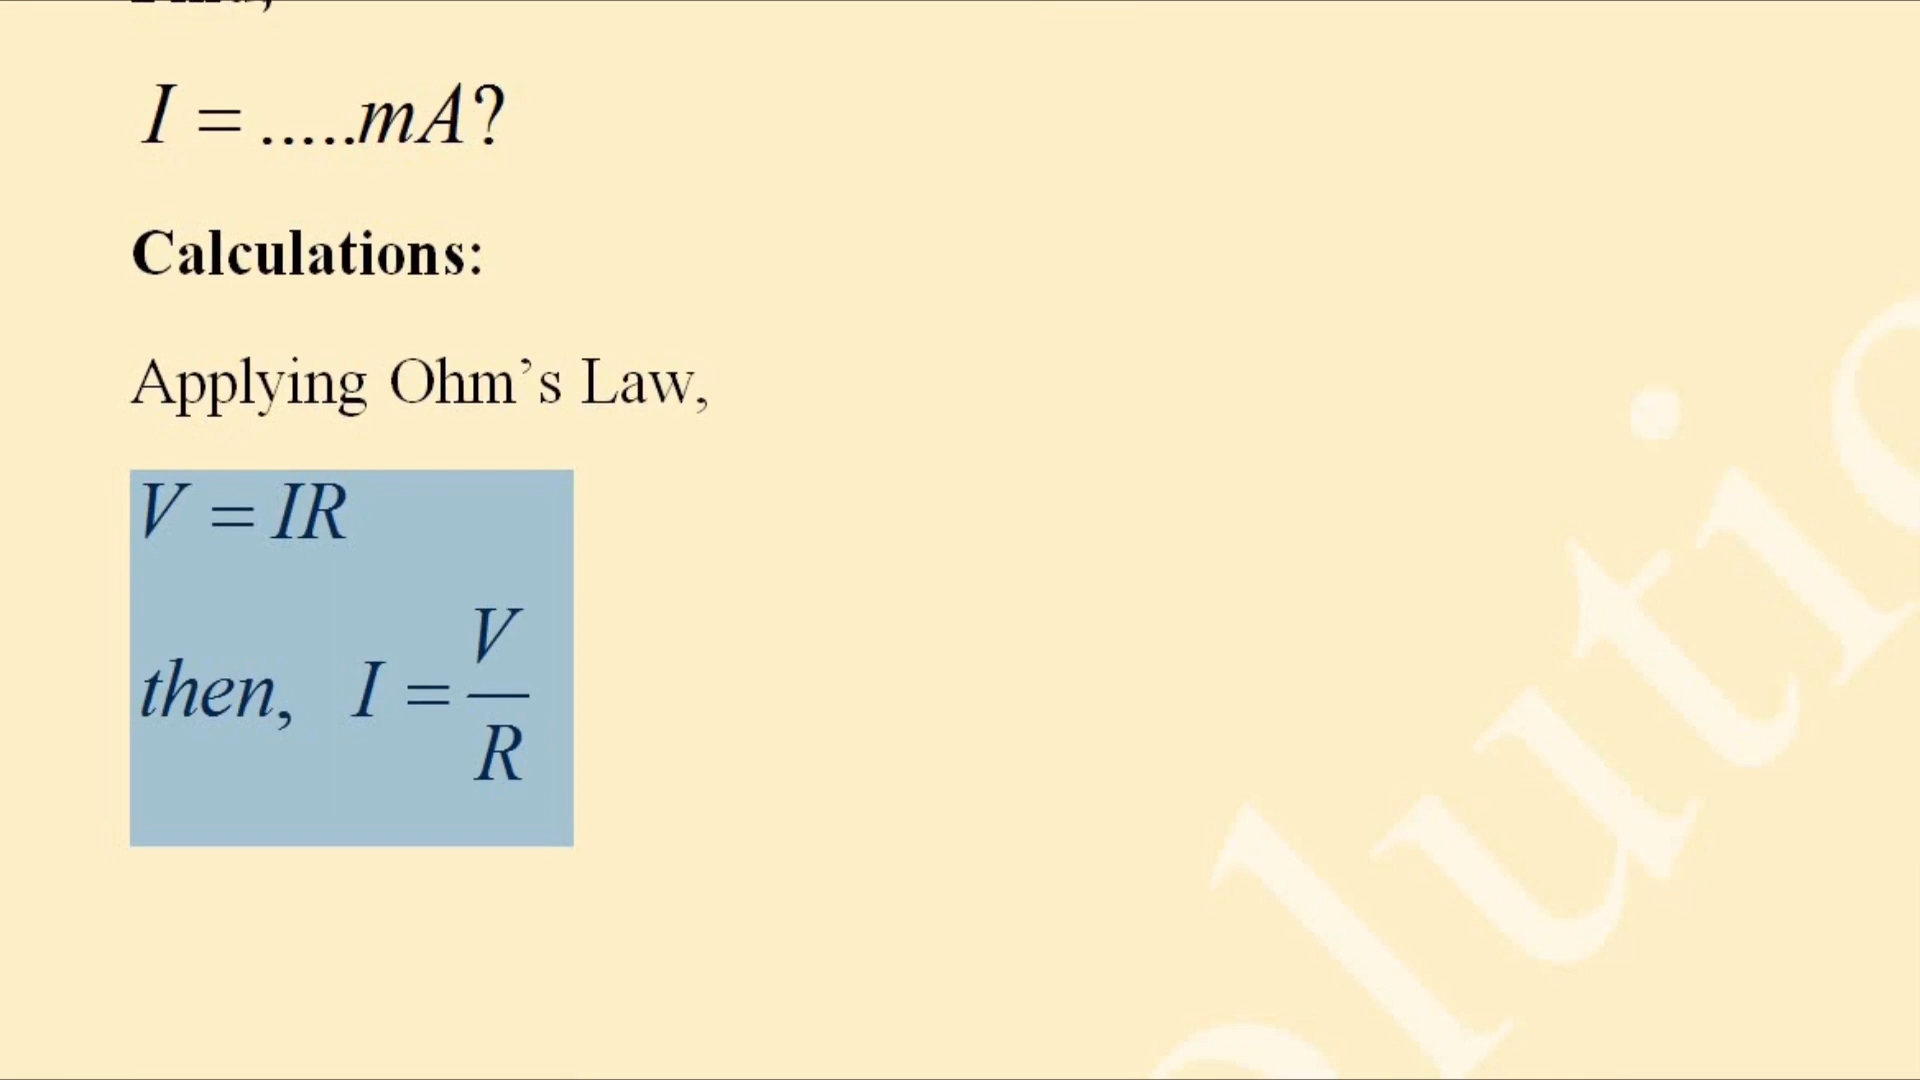 I = .....mA?
Calculations:
Applying Ohm's Law,
V = IR
then, I = V/R